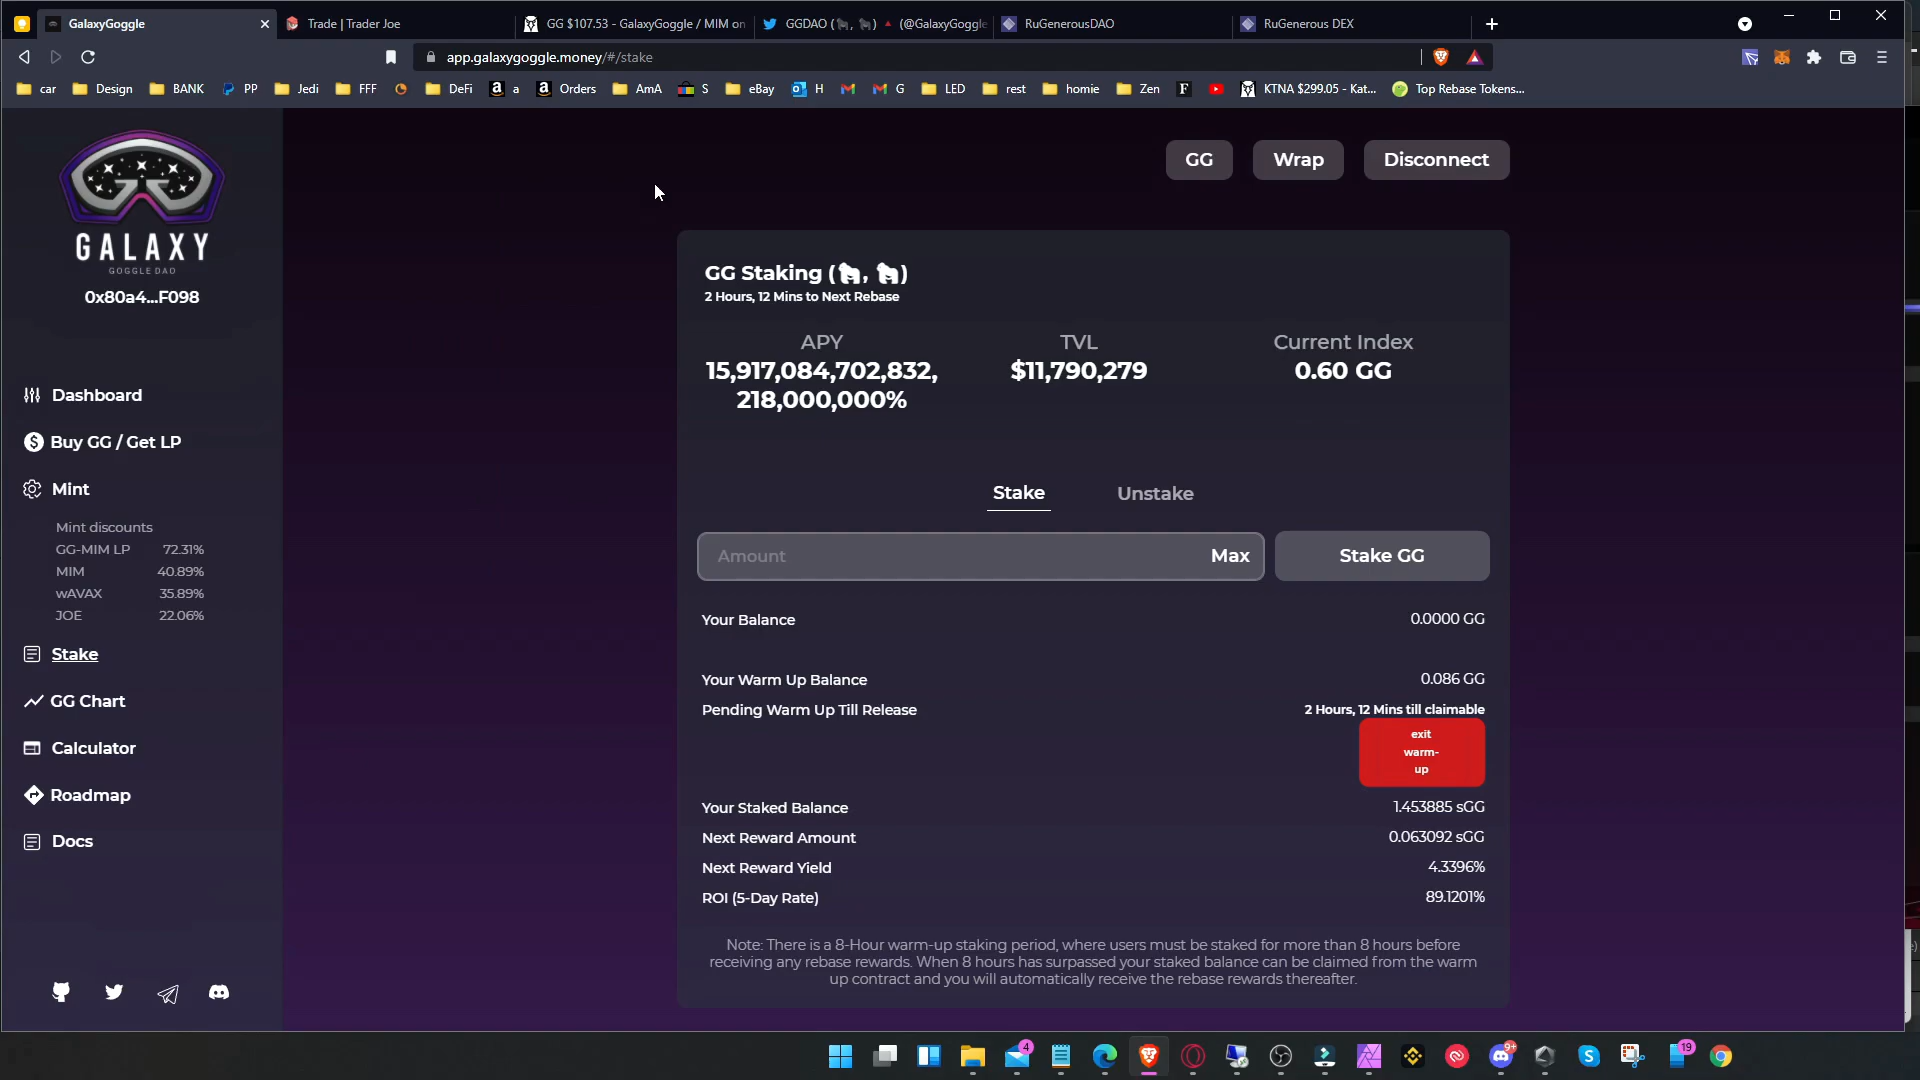 GalaxyGoggle
Trade | Trader Joe
GG $107.53 - GalaxyGoggle / MIM on
GGDAO (🦍, 🦍) 🔺 (@GalaxyGoggle
RuGenerousDAO
RuGenerous DEX
app.galaxygoggle.money/#/stake
car
Design
BANK
PP
Jedi
FFF
DeFi
a
Orders
AmA
S
eBay
H
G
LED
rest
homie
Zen
KTNA $299.05 - Kat...
Top Rebase Tokens...
GALAXY
GOGGLE DAO
0x80a4...F098
Dashboard
Buy GG / Get LP
Mint
Mint discounts
GG-MIM LP 72.31%
MIM 40.89%
wAVAX 35.89%
JOE 22.06%
Stake
GG Chart
Calculator
Roadmap
Docs
GG
Wrap
Disconnect
GG Staking (🦍, 🦍)
2 Hours, 12 Mins to Next Rebase
APY
15,917,084,702,832,
218,000,000%
TVL
$11,790,279
Current Index
0.60 GG
Stake
Unstake
Amount
Max
Stake GG
Your Balance 0.0000 GG
Your Warm Up Balance 0.086 GG
Pending Warm Up Till Release 2 Hours, 12 Mins till claimable
exit
warm-
up
Your Staked Balance 1.453885 sGG
Next Reward Amount 0.063092 sGG
Next Reward Yield 4.3396%
ROI (5-Day Rate) 89.1201%
Note: There is a 8-Hour warm-up staking period, where users must be staked for more than 8 hours before
receiving any rebase rewards. When 8 hours has surpassed your staked balance can be claimed from the warm
up contract and you will automatically receive the rebase rewards thereafter.
4
9+
19